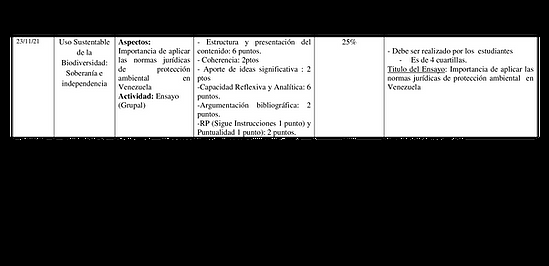 23/11/21
Uso Sustentable
de la
Biodiversidad:
Soberanía e
independencia
Aspectos:
Importancia de aplicar
las normas jurídicas
de protección
ambiental en
Venezuela
Actividad: Ensayo
(Grupal)
- Estructura y presentación del
contenido: 6 puntos.
- Coherencia: 2ptos
- Aporte de ideas significativa : 2
ptos
-Capacidad Reflexiva y Analítica: 6
puntos.
-Argumentación bibliográfica: 2
puntos.
-RP (Sigue Instrucciones 1 punto) y
Puntualidad 1 punto): 2 puntos.
25%
- Debe ser realizado por los estudiantes
- Es de 4 cuartillas.
Titulo del Ensayo: Importancia de aplicar las
normas jurídicas de protección ambiental en
Venezuela